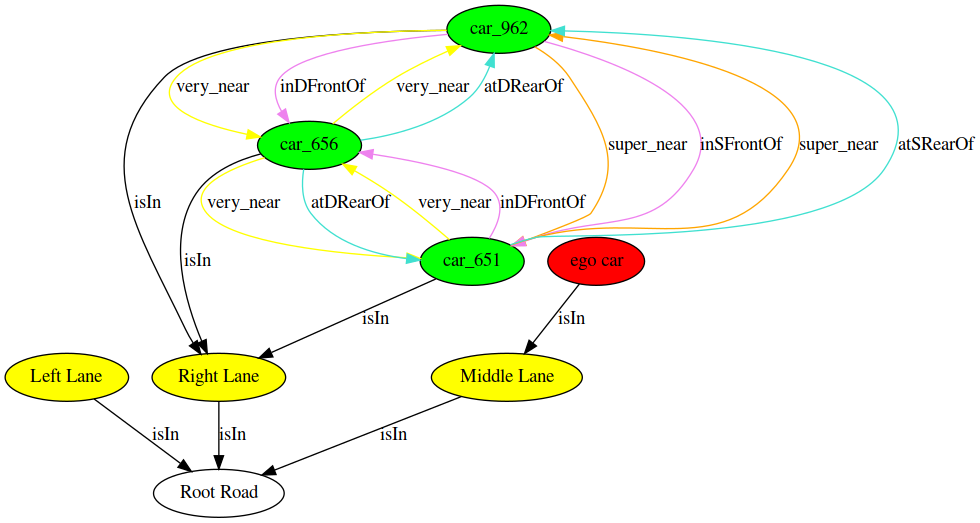 car_962
very_near
inDFrontOf
very_near
atDRearOf
car_656
super_near
inSFrontOf
super_near
atSRearOf
isIn
very_near
atDRearOf
very_near
inDFrontOf
isIn
car_651
ego car
isIn
isIn
Left Lane
Right Lane
Middle Lane
isIn
isIn
isIn
Root Road